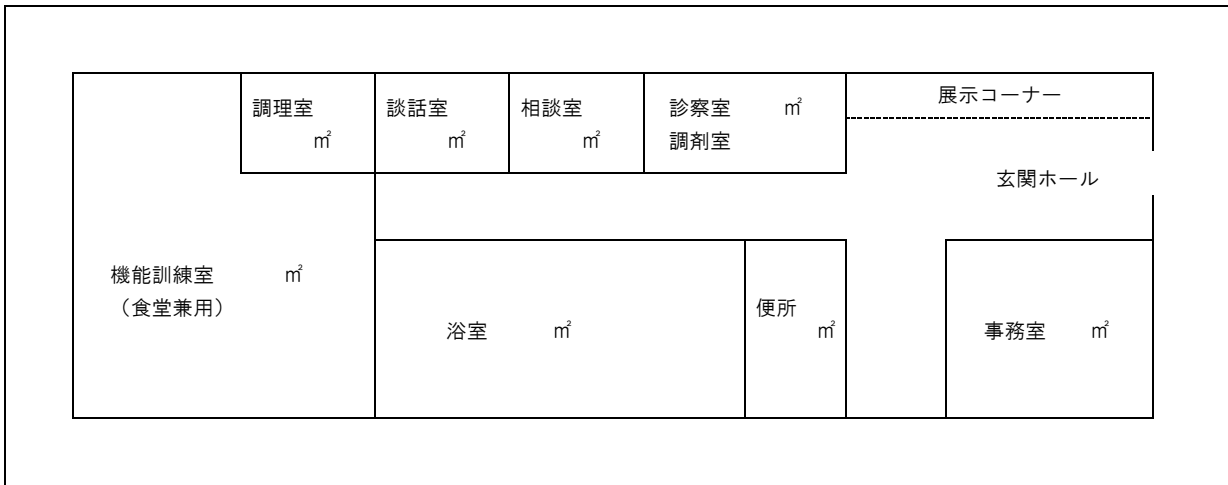 調理室
㎡
談話室
㎡
相談室
㎡
診察室 ㎡
調剤室
展示コーナー
玄関ホール
機能訓練室 ㎡
（食堂兼用）
浴室 ㎡
便所
㎡
事務室 ㎡